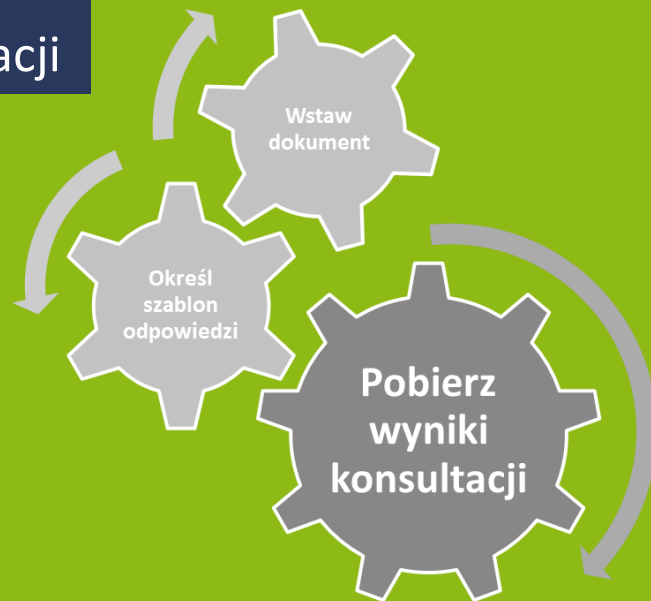 acji
Wstaw
dokument
Określ
szablon
odpowiedzi
Pobierz
wyniki
konsultacji